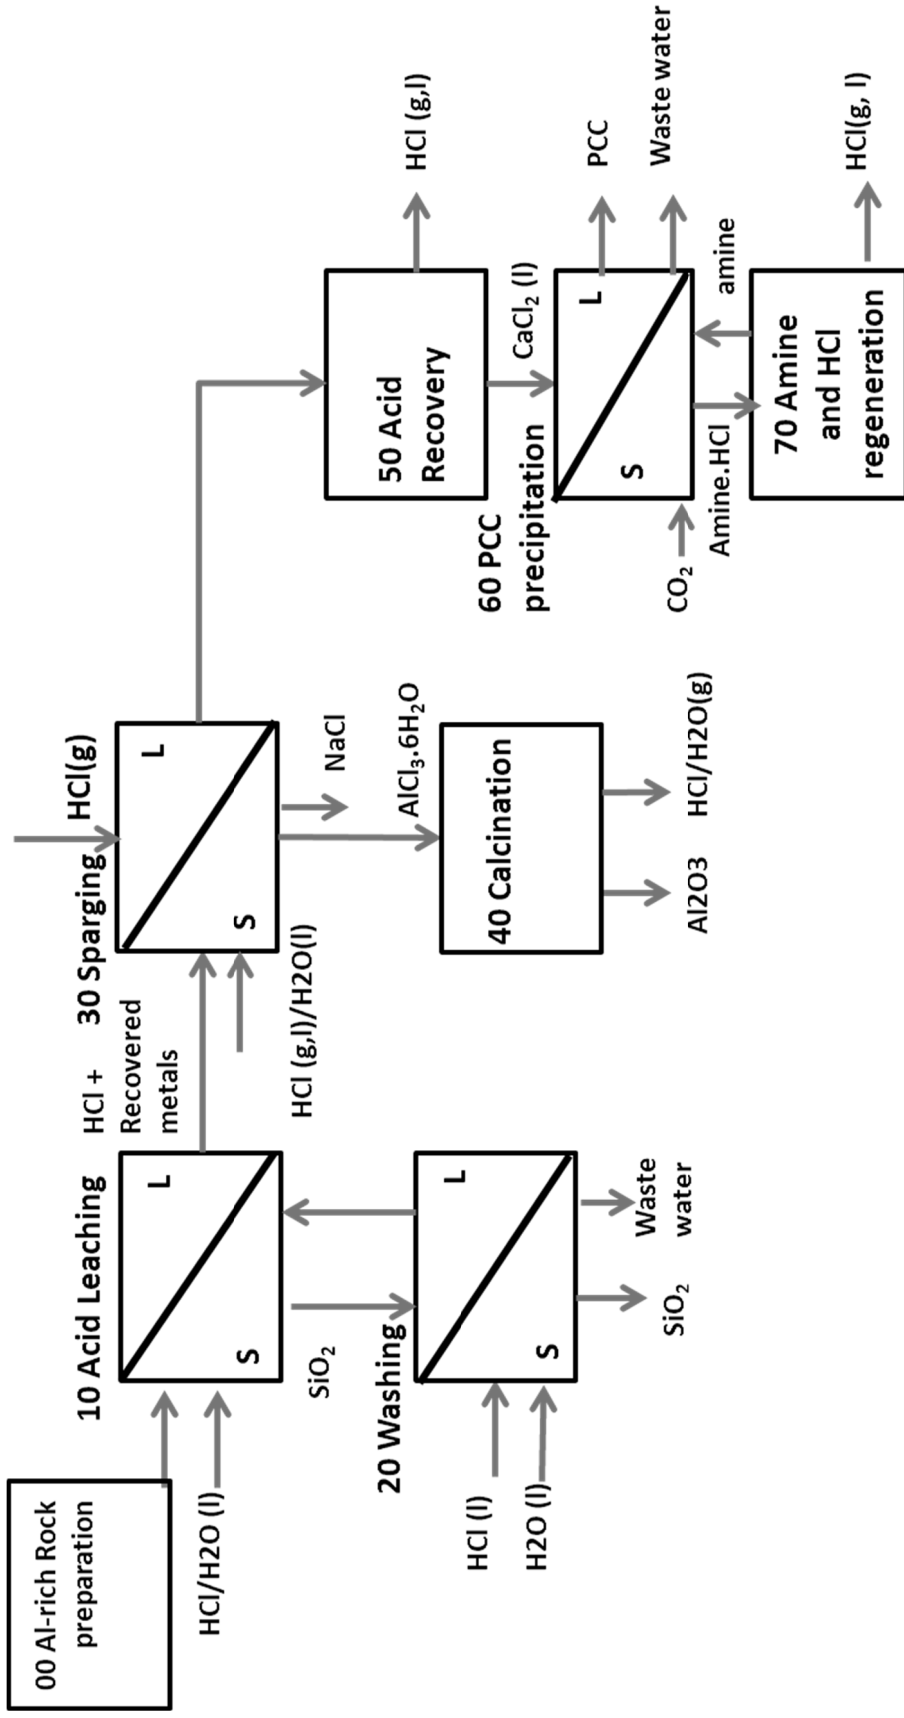 00 Al-rich Rock
preparation
HCl/H2O (l)
10 Acid Leaching
L
S
SiO₂
20 Washing
HCl (l)
H2O (l)
L
S
SiO₂
Waste
water
HCl +
Recovered
metals
30 Sparging
HCl(g)
L
S
HCl (g,l)/H2O(l)
NaCl
AlCl₃.6H₂O
40 Calcination
Al2O3
HCl/H2O(g)
50 Acid
Recovery
HCl (g,l)
CaCl₂ (l)
60 PCC
precipitation
L
S
PCC
Waste water
CO₂
Amine.HCl
amine
70 Amine
and HCl
regeneration
HCl(g, l)